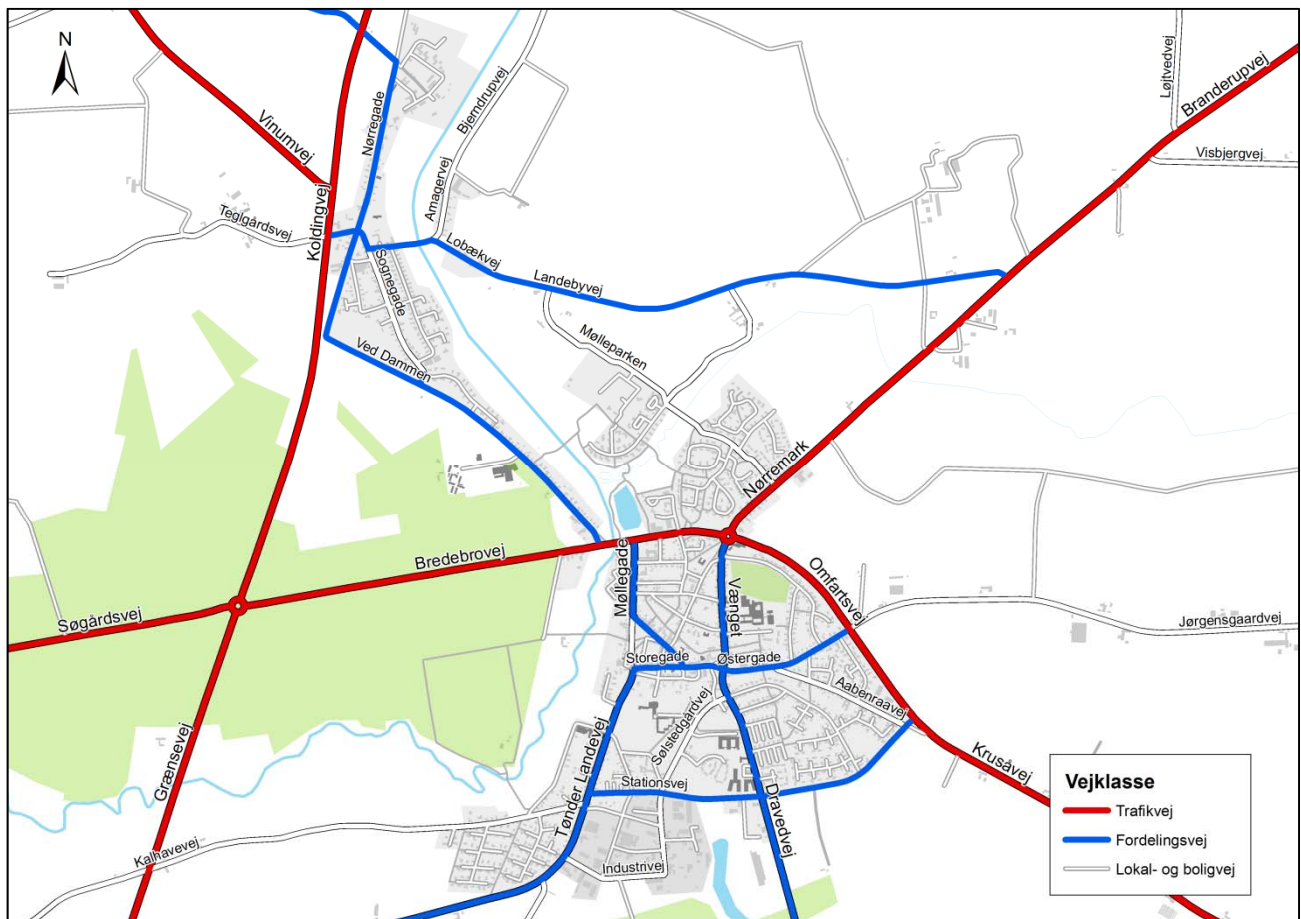 N
Løjtvedvej
Branderupvej
Bjerndrupvej
Nørregade
Vinumvej
Visbjergvej
Amagervej
Teglgårdsvej
Koldingvej
Lobækvej
Sognegade
Landebyvej
Mølleparken
Ved Dammen
Nørremark
Bredebrovej
Møllegade
Vænget
Omfartsvej
Søgårdsvej
Jørgensgaardvej
Storegade
Østergade
Aabenraavej
Sølstedgårdvej
Grænsevej
Krusåvej
Tønder Landevej
Stationsvej
Dravedvej
Kalhavevej
Industrivej
Vejklasse
Trafikvej
Fordelingsvej
Lokal- og boligvej